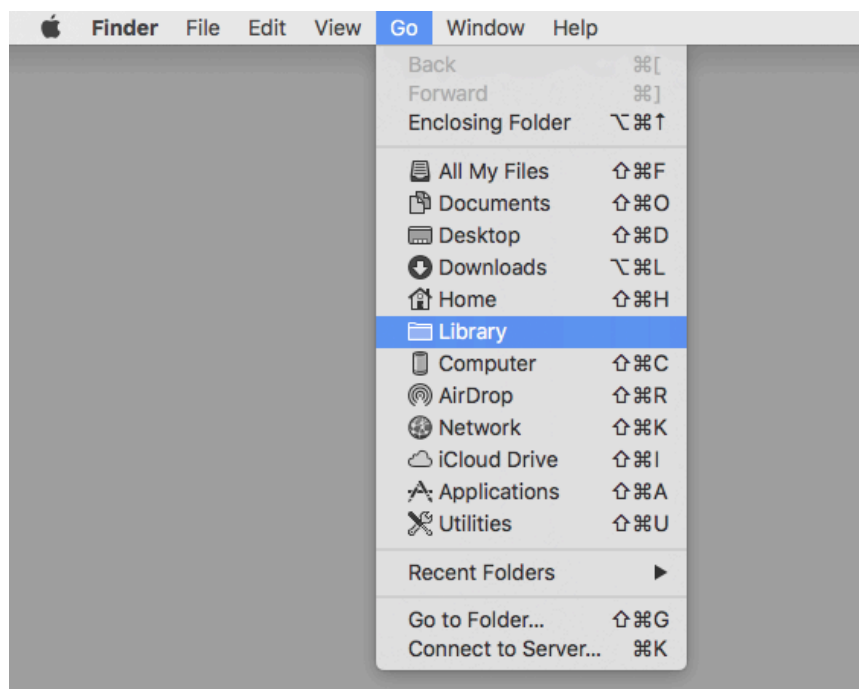 Finder File Edit View Go Window Help
Back ⌘[
Forward ⌘]
Enclosing Folder ⌥⌘↑
All My Files ⇧⌘F
Documents ⇧⌘O
Desktop ⇧⌘D
Downloads ⌥⌘L
Home ⇧⌘H
Library
Computer ⇧⌘C
AirDrop ⇧⌘R
Network ⇧⌘K
iCloud Drive ⇧⌘I
Applications ⇧⌘A
Utilities ⇧⌘U
Recent Folders ▶
Go to Folder... ⇧⌘G
Connect to Server... ⌘K